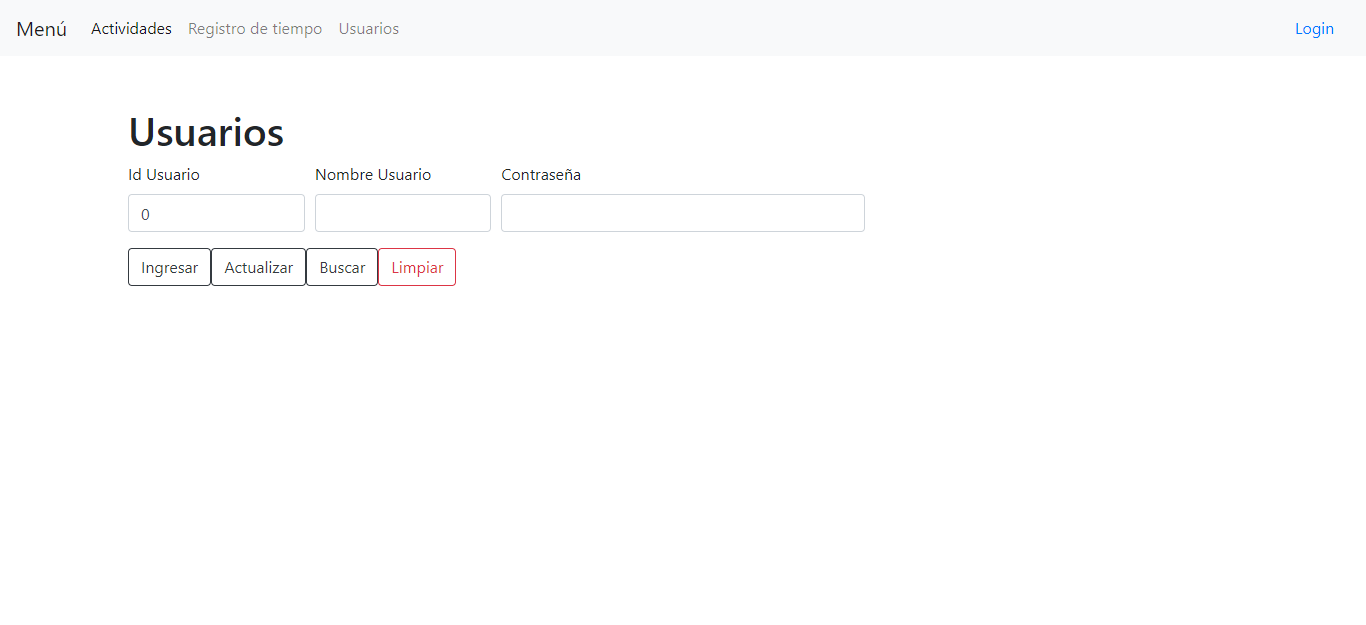 Menú Actividades Registro de tiempo Usuarios Login
Usuarios
Id Usuario Nombre Usuario Contraseña
0
Ingresar Actualizar Buscar Limpiar